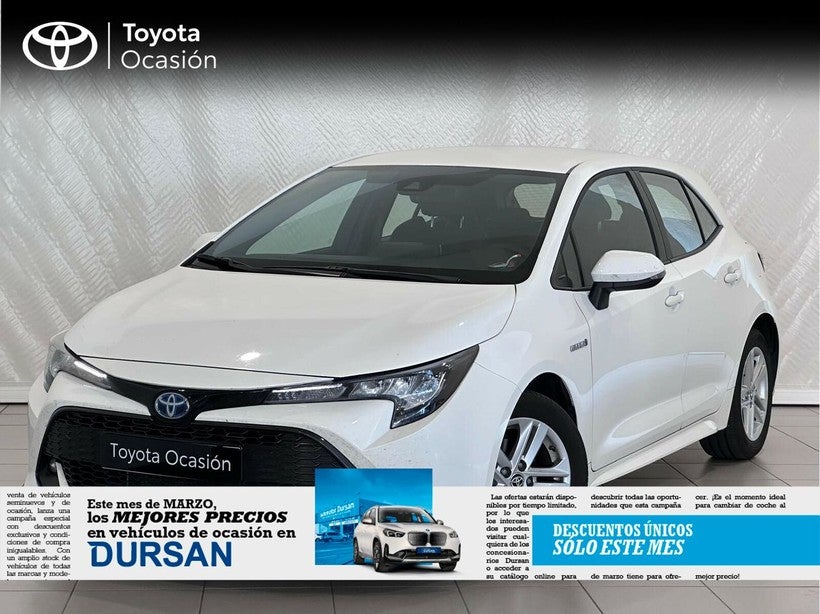 Toyota
Ocasión
HYBRID
Toyota Ocasión
venta de vehículos
seminuevos y de
ocasión, lanza una
campaña especial
con descuentos
exclusivos y condi-
ciones de compra
inigualables. Con
un amplio stock de
vehículos de todas
las marcas y mode-
Este mes de MARZO,
los MEJORES PRECIOS
en vehículos de ocasión en
DURSAN
Dursan
Las ofertas estarán dispo-
nibles por tiempo limitado,
por lo que
los interesa-
dos pueden
visitar cual-
quiera de los
concesiona-
rios Dursan
o acceder a
su catálogo online para
descubrir todas las oportu-
nidades que esta campaña
de marzo tiene para ofre-
cer. ¡Es el momento ideal
para cambiar de coche al
mejor precio!
DESCUENTOS ÚNICOS
SÓLO ESTE MES